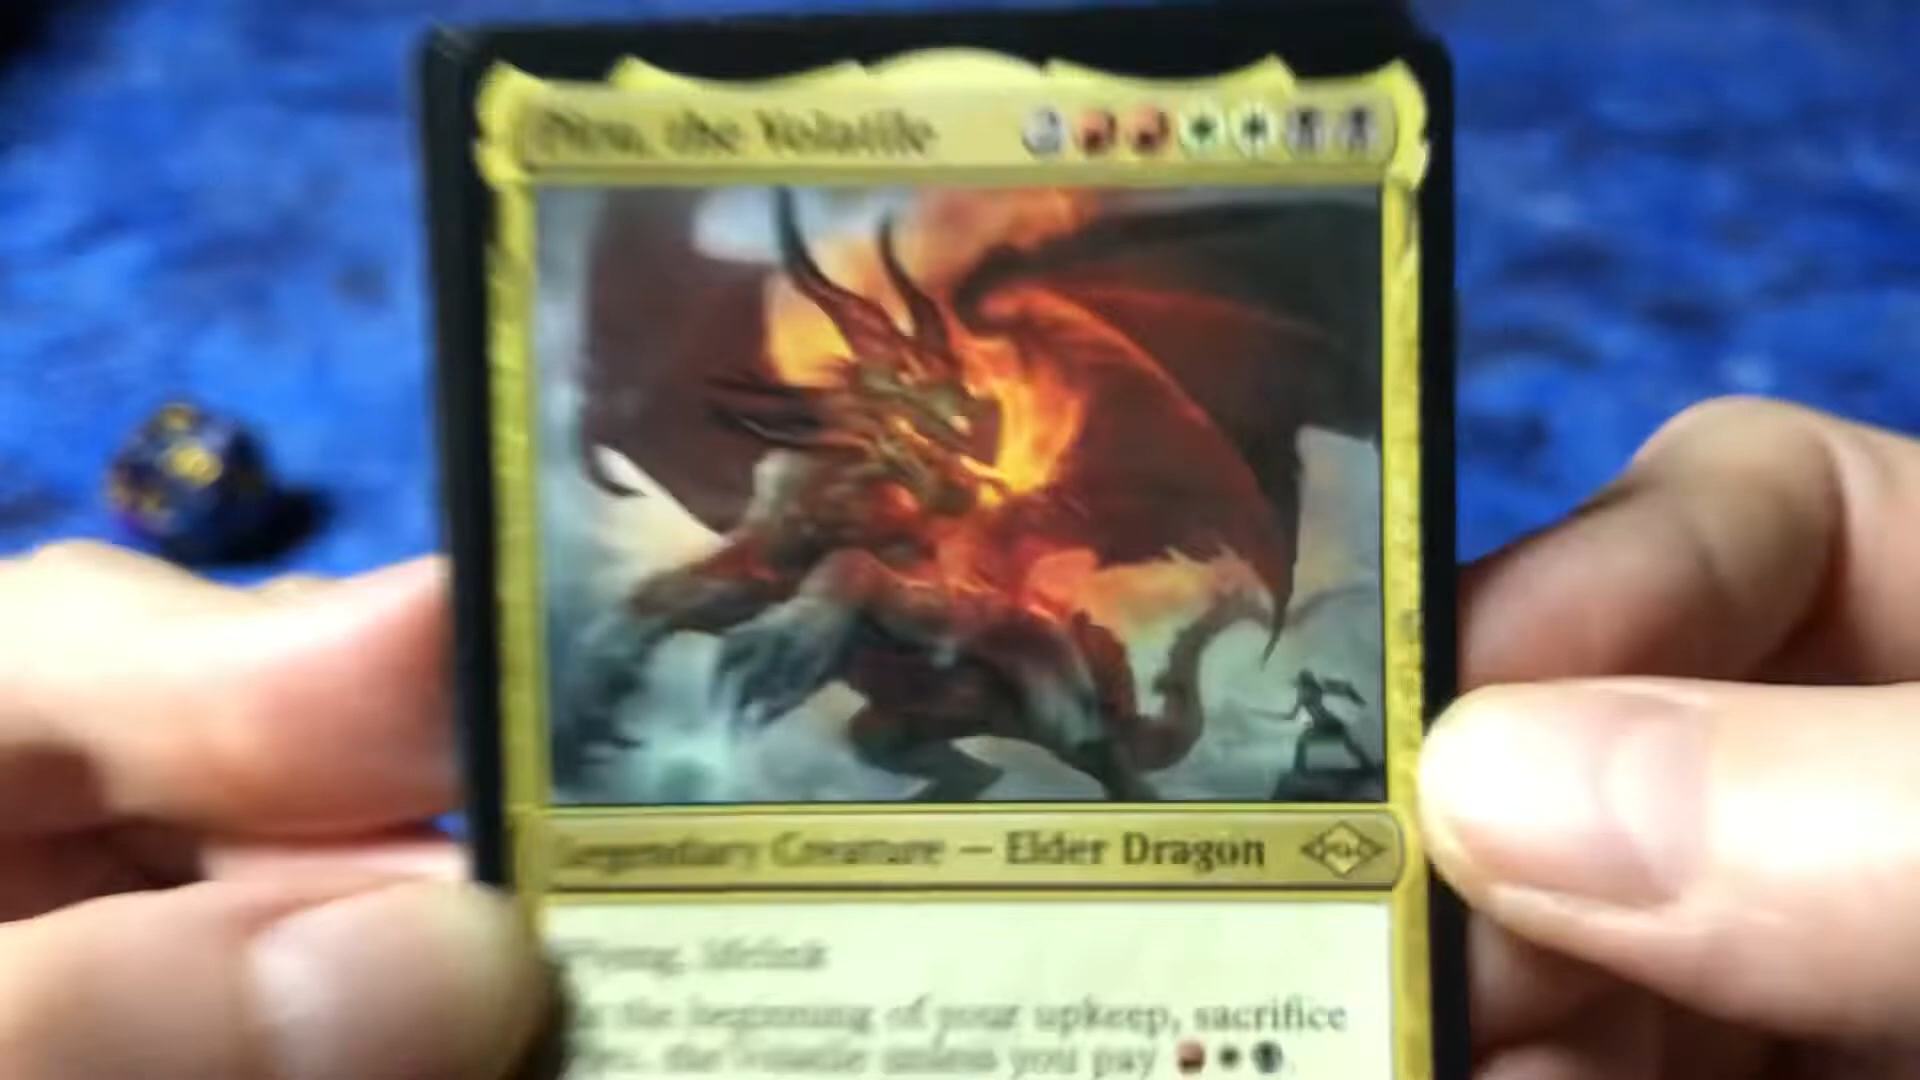 the Volatile
Legendary Creature — Elder Dragon
Flying, lifelink
the beginning of your upkeep, sacrifice
the Volatile unless you pay